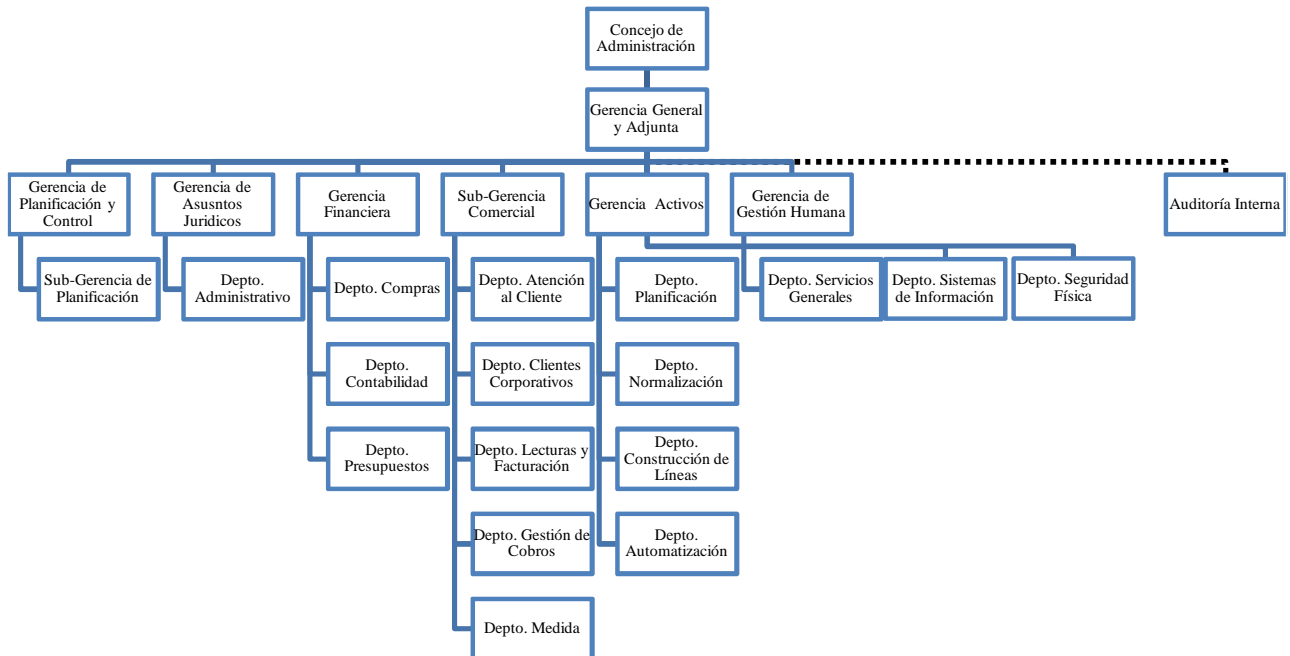 Concejo de
Administración
Gerencia General
y Adjunta
Gerencia de
Planificación y
Control
Gerencia de
Asusntos
Juridicos
Gerencia
Financiera
Sub-Gerencia
Comercial
Gerencia Activos
Gerencia de
Gestión Humana
Auditoría Interna
Sub-Gerencia de
Planificación
Depto.
Administrativo
Depto. Compras
Depto. Atención
al Cliente
Depto.
Planificación
Depto. Servicios
Generales
Depto. Sistemas
de Información
Depto. Seguridad
Física
Depto.
Contabilidad
Depto. Clientes
Corporativos
Depto.
Normalización
Depto.
Presupuestos
Depto. Lecturas y
Facturación
Depto.
Construcción de
Líneas
Depto. Gestión de
Cobros
Depto.
Automatización
Depto. Medida